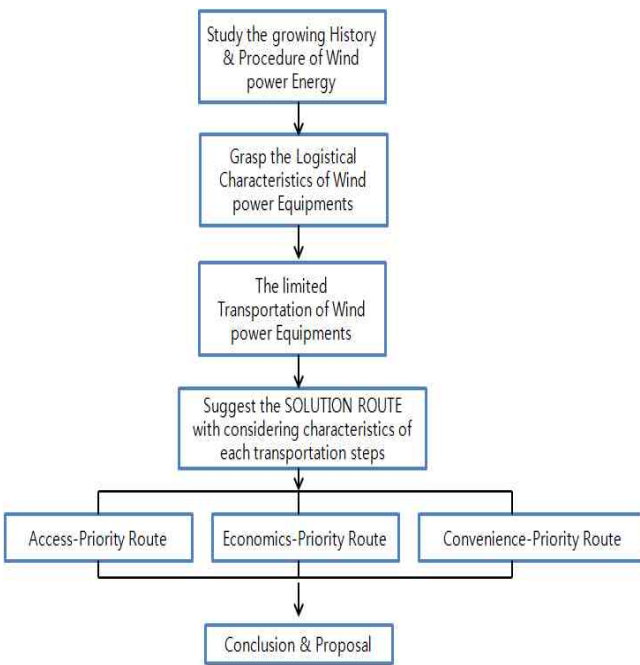 Study the growing History
& Procedure of Wind
power Energy
Grasp the Logistical
Characteristics of Wind
power Equipments
The limited
Transportation of Wind
power Equipments
Suggest the SOLUTION ROUTE
with considering characteristics of
each transportation steps
Access-Priority Route
Economics-Priority Route
Convenience-Priority Route
Conclusion & Proposal